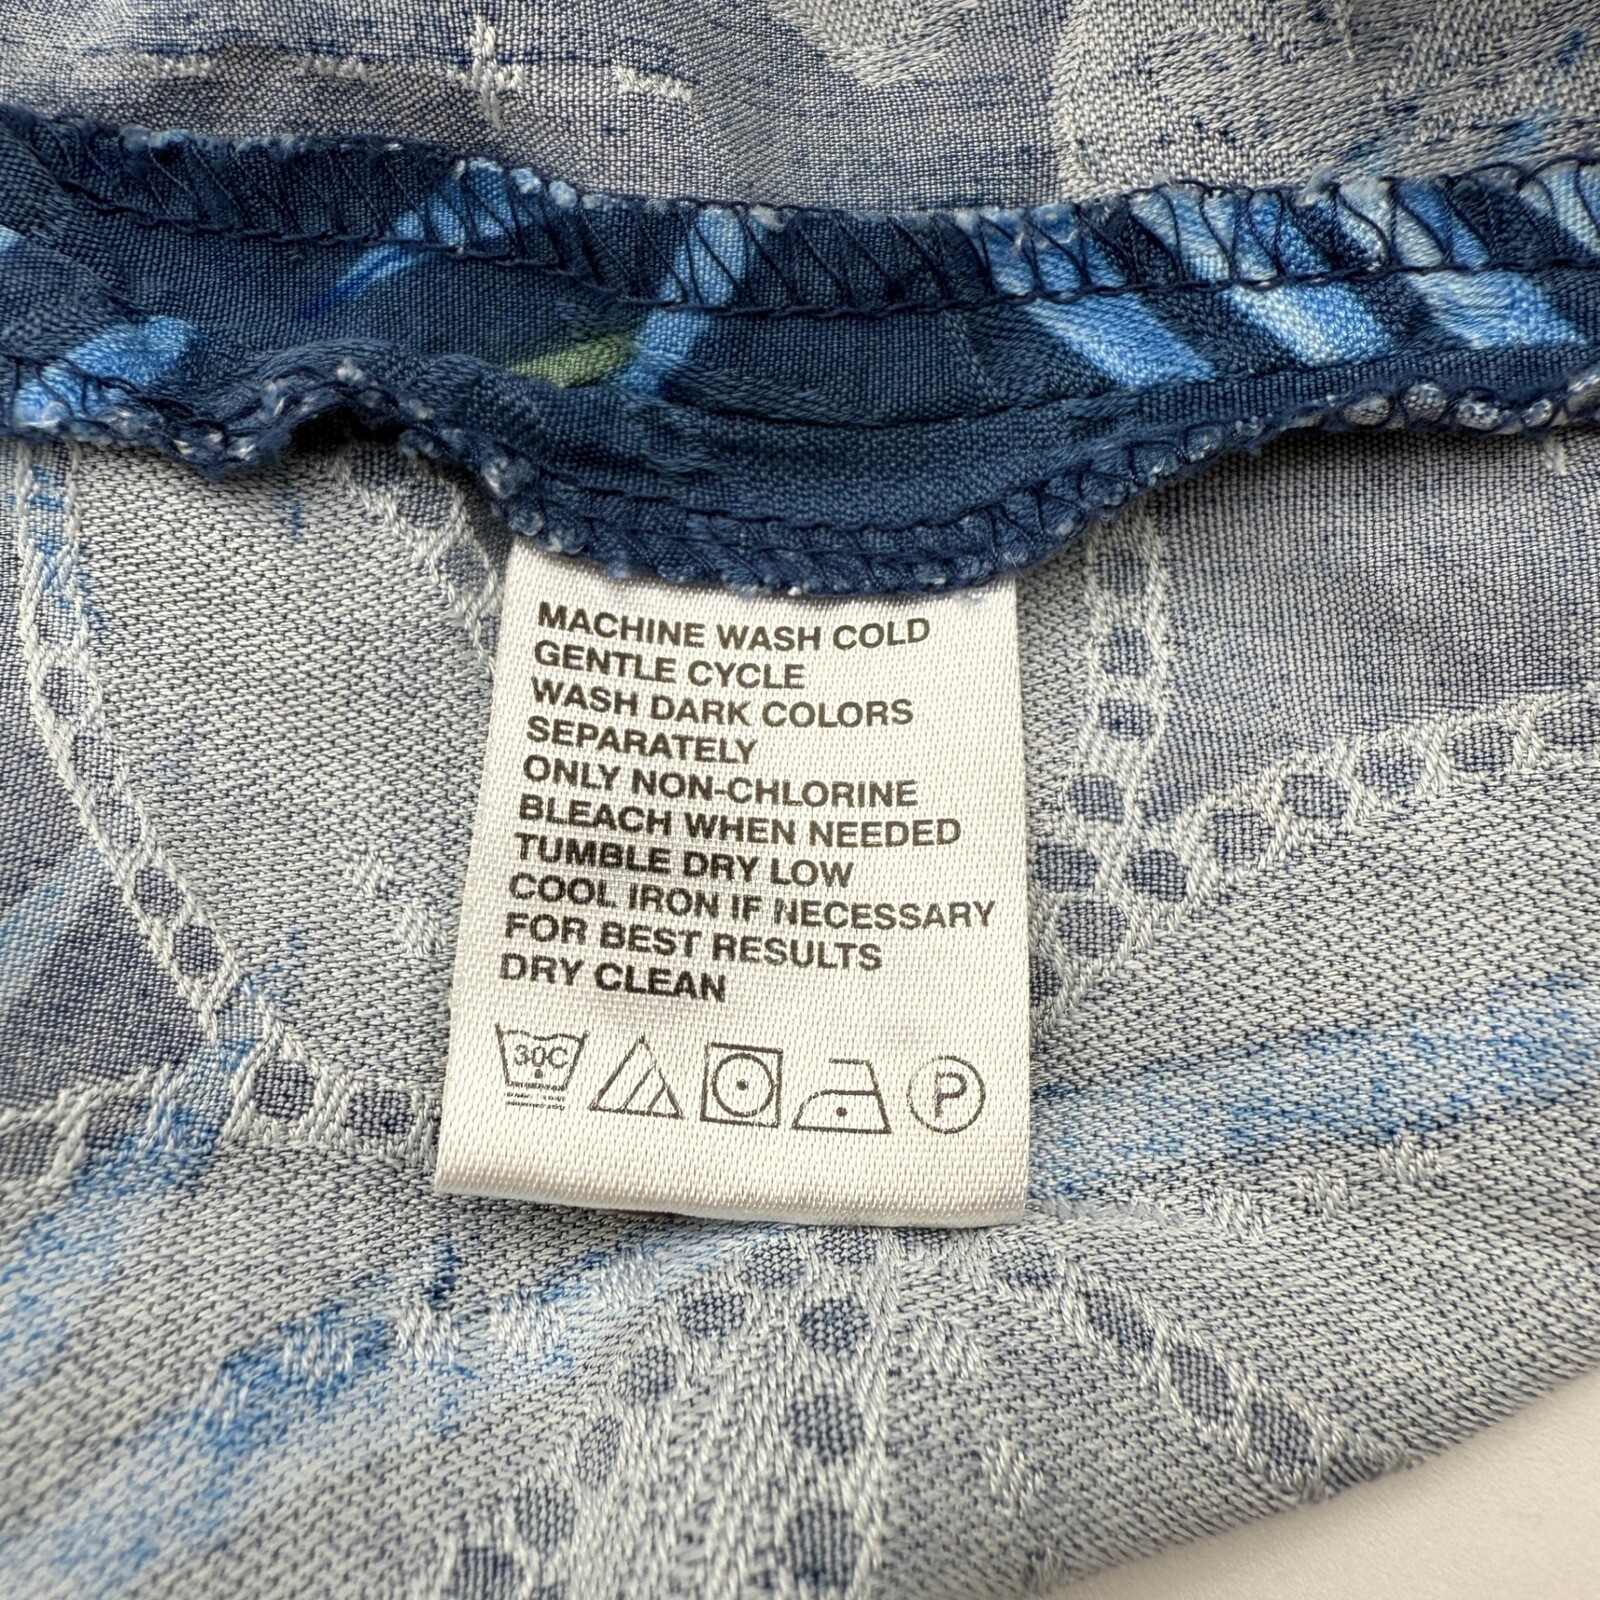 MACHINE WASH COLD
GENTLE CYCLE
WASH DARK COLORS
SEPARATELY
ONLY NON-CHLORINE
BLEACH WHEN NEEDED
TUMBLE DRY LOW
COOL IRON IF NECESSARY
FOR BEST RESULTS
DRY CLEAN
30C P